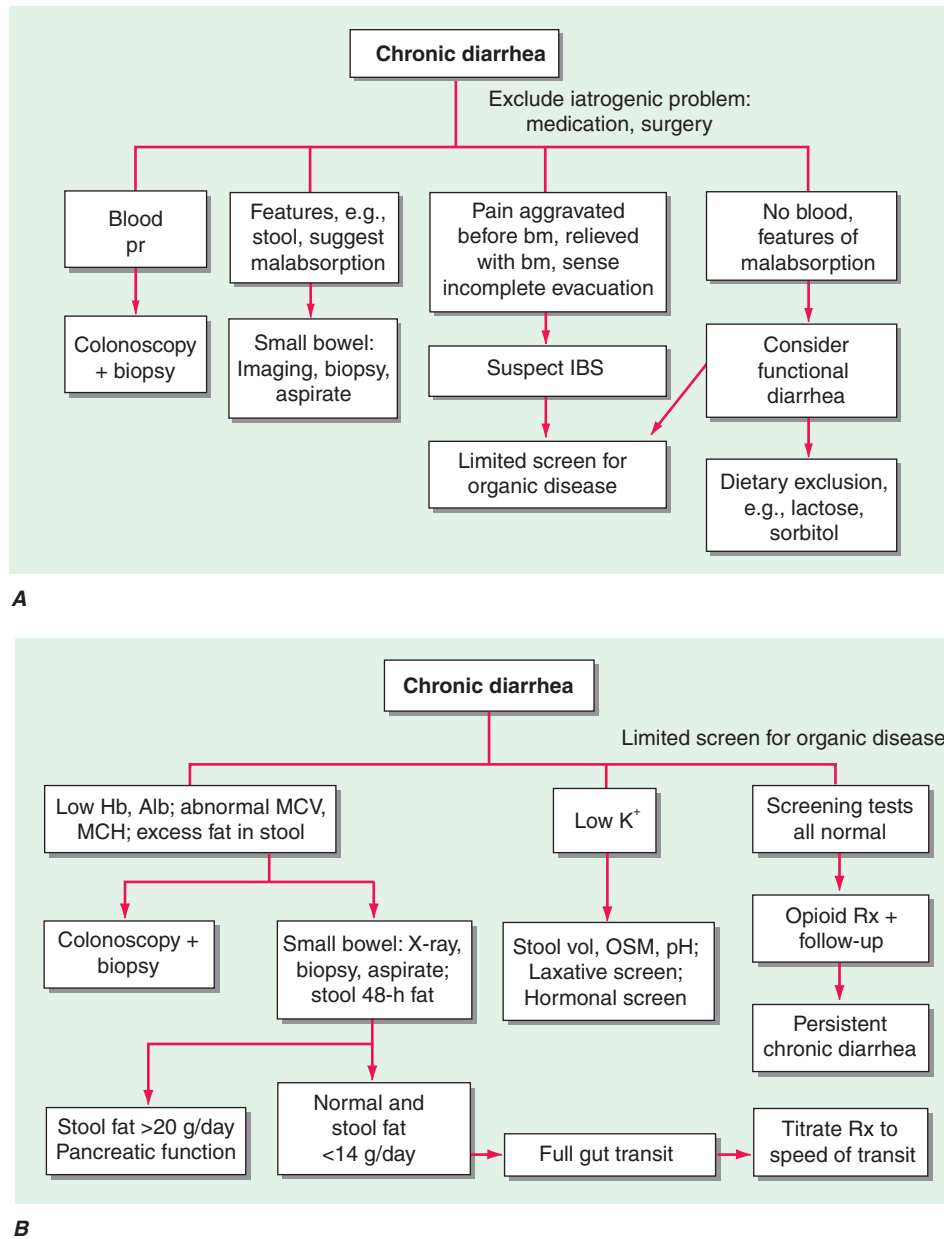 Chronic diarrhea
Exclude iatrogenic problem:
medication, surgery
Blood
pr
Features, e.g.,
stool, suggest
malabsorption
Pain aggravated
before bm, relieved
with bm, sense
incomplete evacuation
No blood,
features of
malabsorption
Colonoscopy
+ biopsy
Small bowel:
Imaging, biopsy,
aspirate
Suspect IBS
Consider
functional
diarrhea
Limited screen for
organic disease
Dietary exclusion,
e.g., lactose,
sorbitol
A
Chronic diarrhea
Limited screen for organic disease
Low Hb, Alb; abnormal MCV,
MCH; excess fat in stool
Low K+
Screening tests
all normal
Colonoscopy +
biopsy
Small bowel: X-ray,
biopsy, aspirate;
stool 48-h fat
Stool vol, OSM, pH;
Laxative screen;
Hormonal screen
Opioid Rx +
follow-up
Persistent
chronic diarrhea
Stool fat >20 g/day
Pancreatic function
Normal and
stool fat
<14 g/day
Full gut transit
Titrate Rx to
speed of transit
B